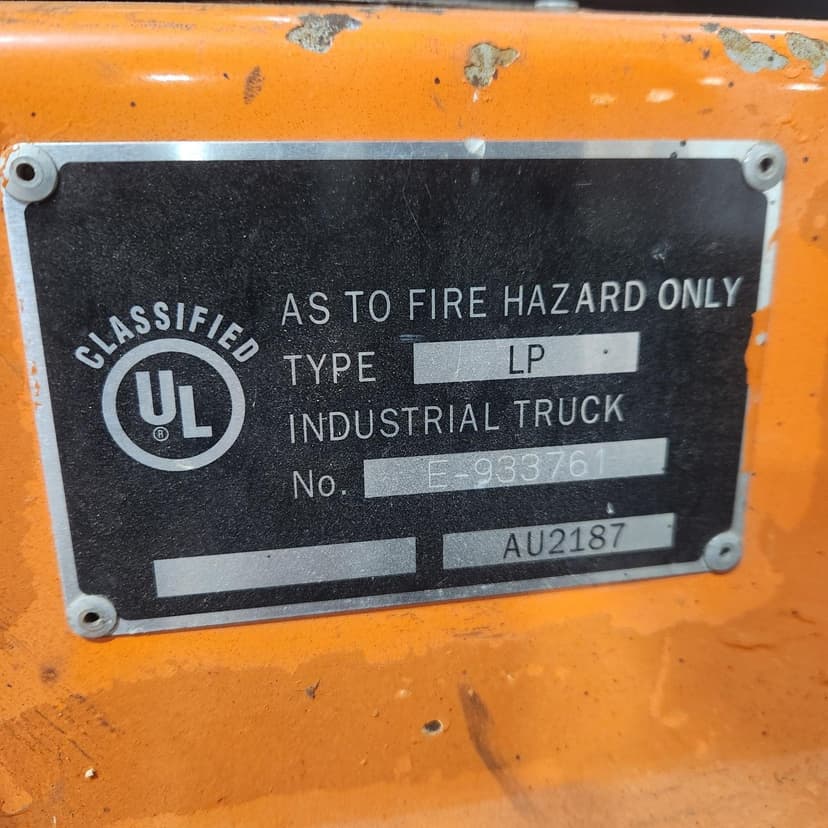 CLASSIFIED
UL
®
AS TO FIRE HAZARD ONLY
TYPE LP
INDUSTRIAL TRUCK
No. E-933761
AU2187